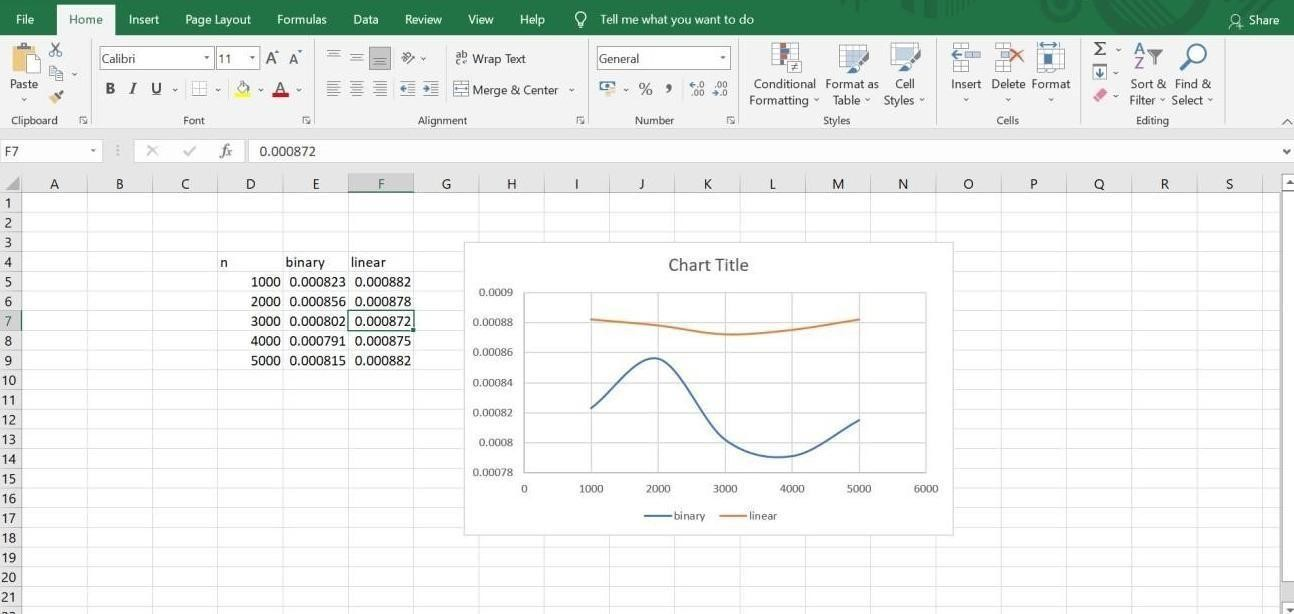 File Home Insert Page Layout Formulas Data Review View Help Tell me what you want to do Share
Calibri 11 A A ab Wrap Text General
Paste Conditional Format as Cell Insert Delete Format Sort & Find &
B I U A Merge & Center % Formatting Table Styles Filter Select
Clipboard Font Alignment Number Styles Cells Editing
F7 fx 0.000872
A B C D E F G H I J K L M N O P Q R S
1
2
3
4 n binary linear
5 1000 0.000823 0.000882
6 2000 0.000856 0.000878
7 3000 0.000802 0.000872
8 4000 0.000791 0.000875
9 5000 0.000815 0.000882
10
11
12
13
14
15
16
17
18
19
20
21
Chart Title
0.0009
0.00088
0.00086
0.00084
0.00082
0.0008
0.00078
0 1000 2000 3000 4000 5000 6000
binary linear